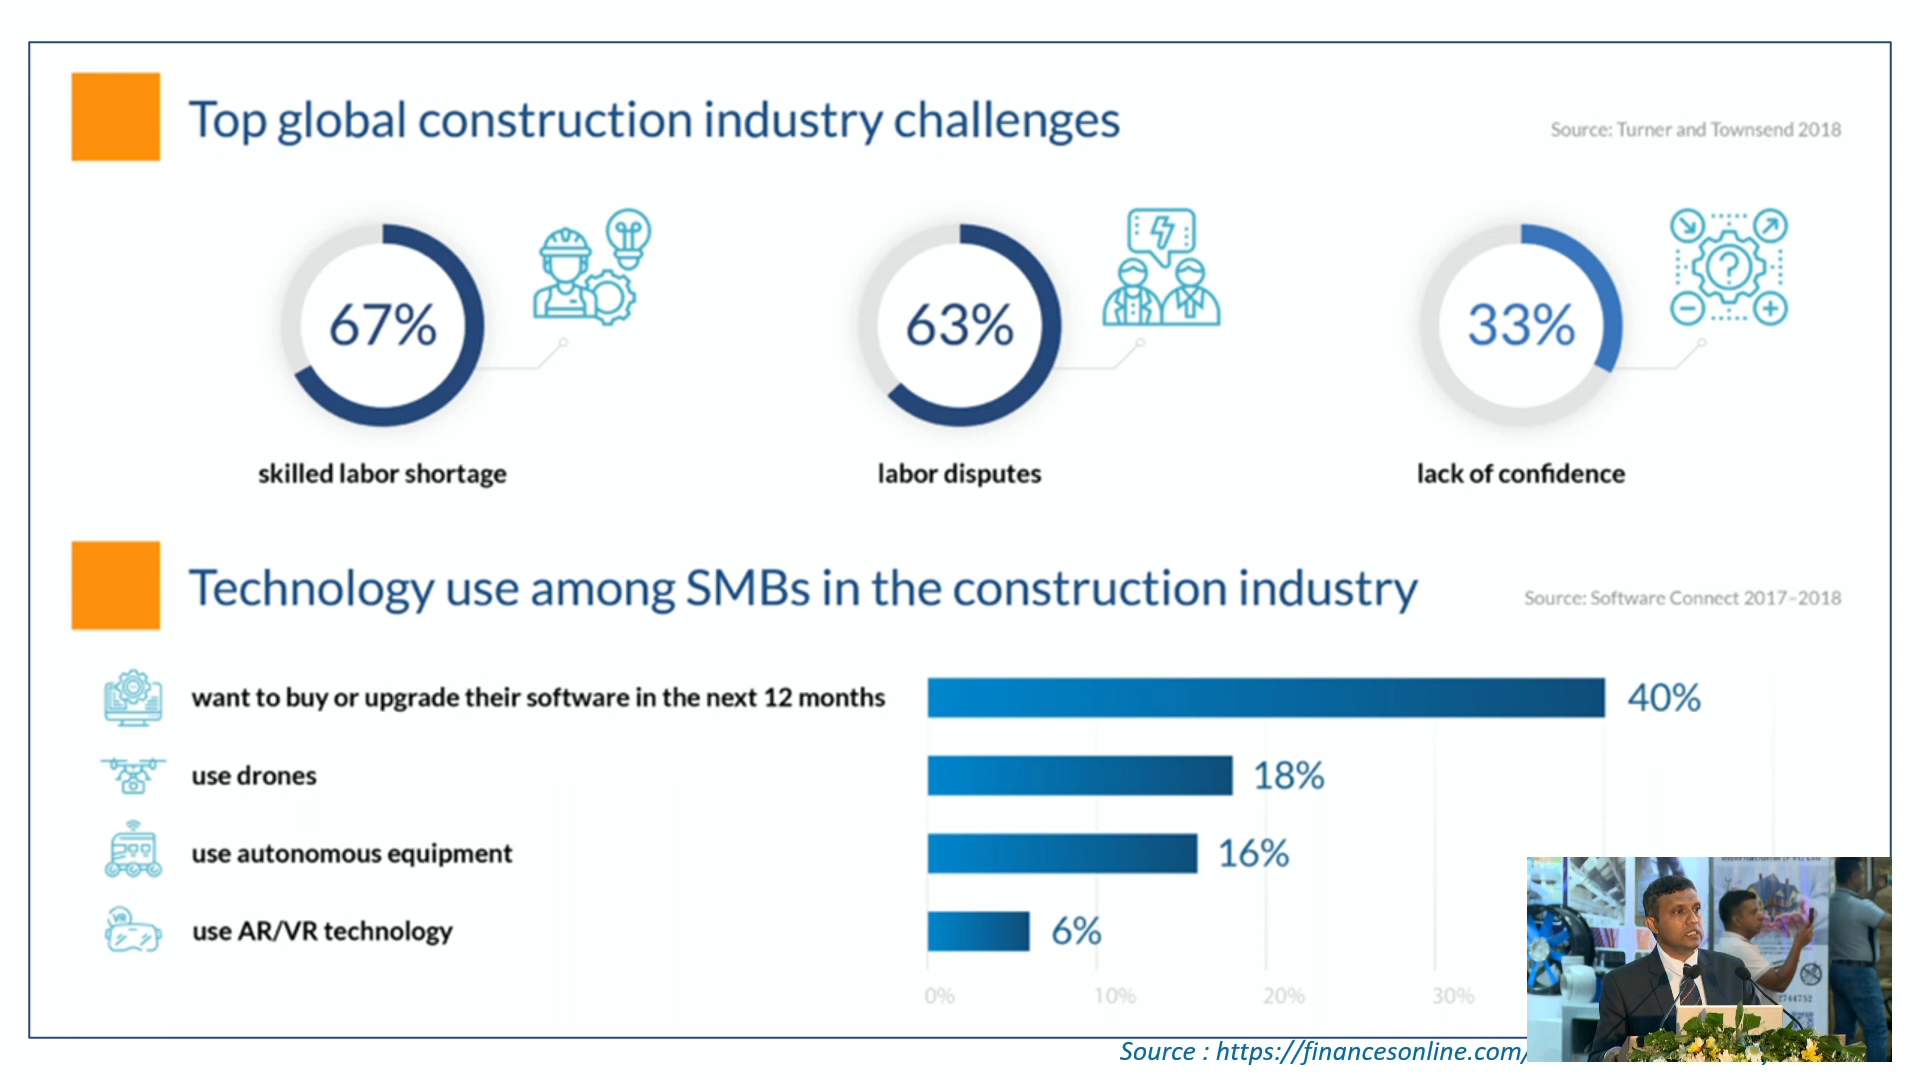 Top global construction industry challenges
Source: Turner and Townsend 2018
67%
63%
33%
skilled labor shortage
labor disputes
lack of confidence
Technology use among SMBs in the construction industry
Source: Software Connect 2017–2018
want to buy or upgrade their software in the next 12 months
40%
use drones
18%
use autonomous equipment
16%
use AR/VR technology
6%
VR
0%
10%
20%
30%
2744752
Source : https://financesonline.com/